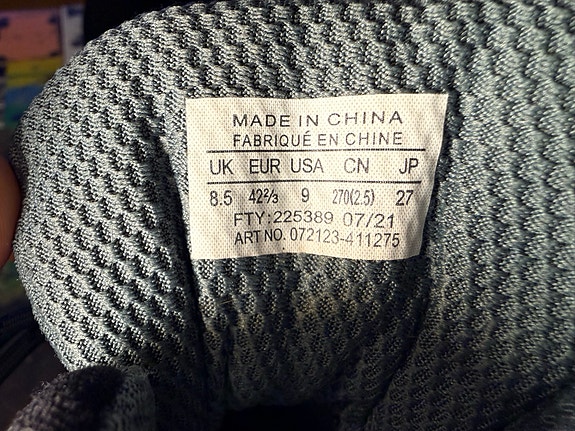 MADE IN CHINA
FABRIQUÉ EN CHINE
UK EUR USA CN JP
8.5 42⅔ 9 270(2.5) 27
FTY:225389 07/21
ART NO. 072123-411275